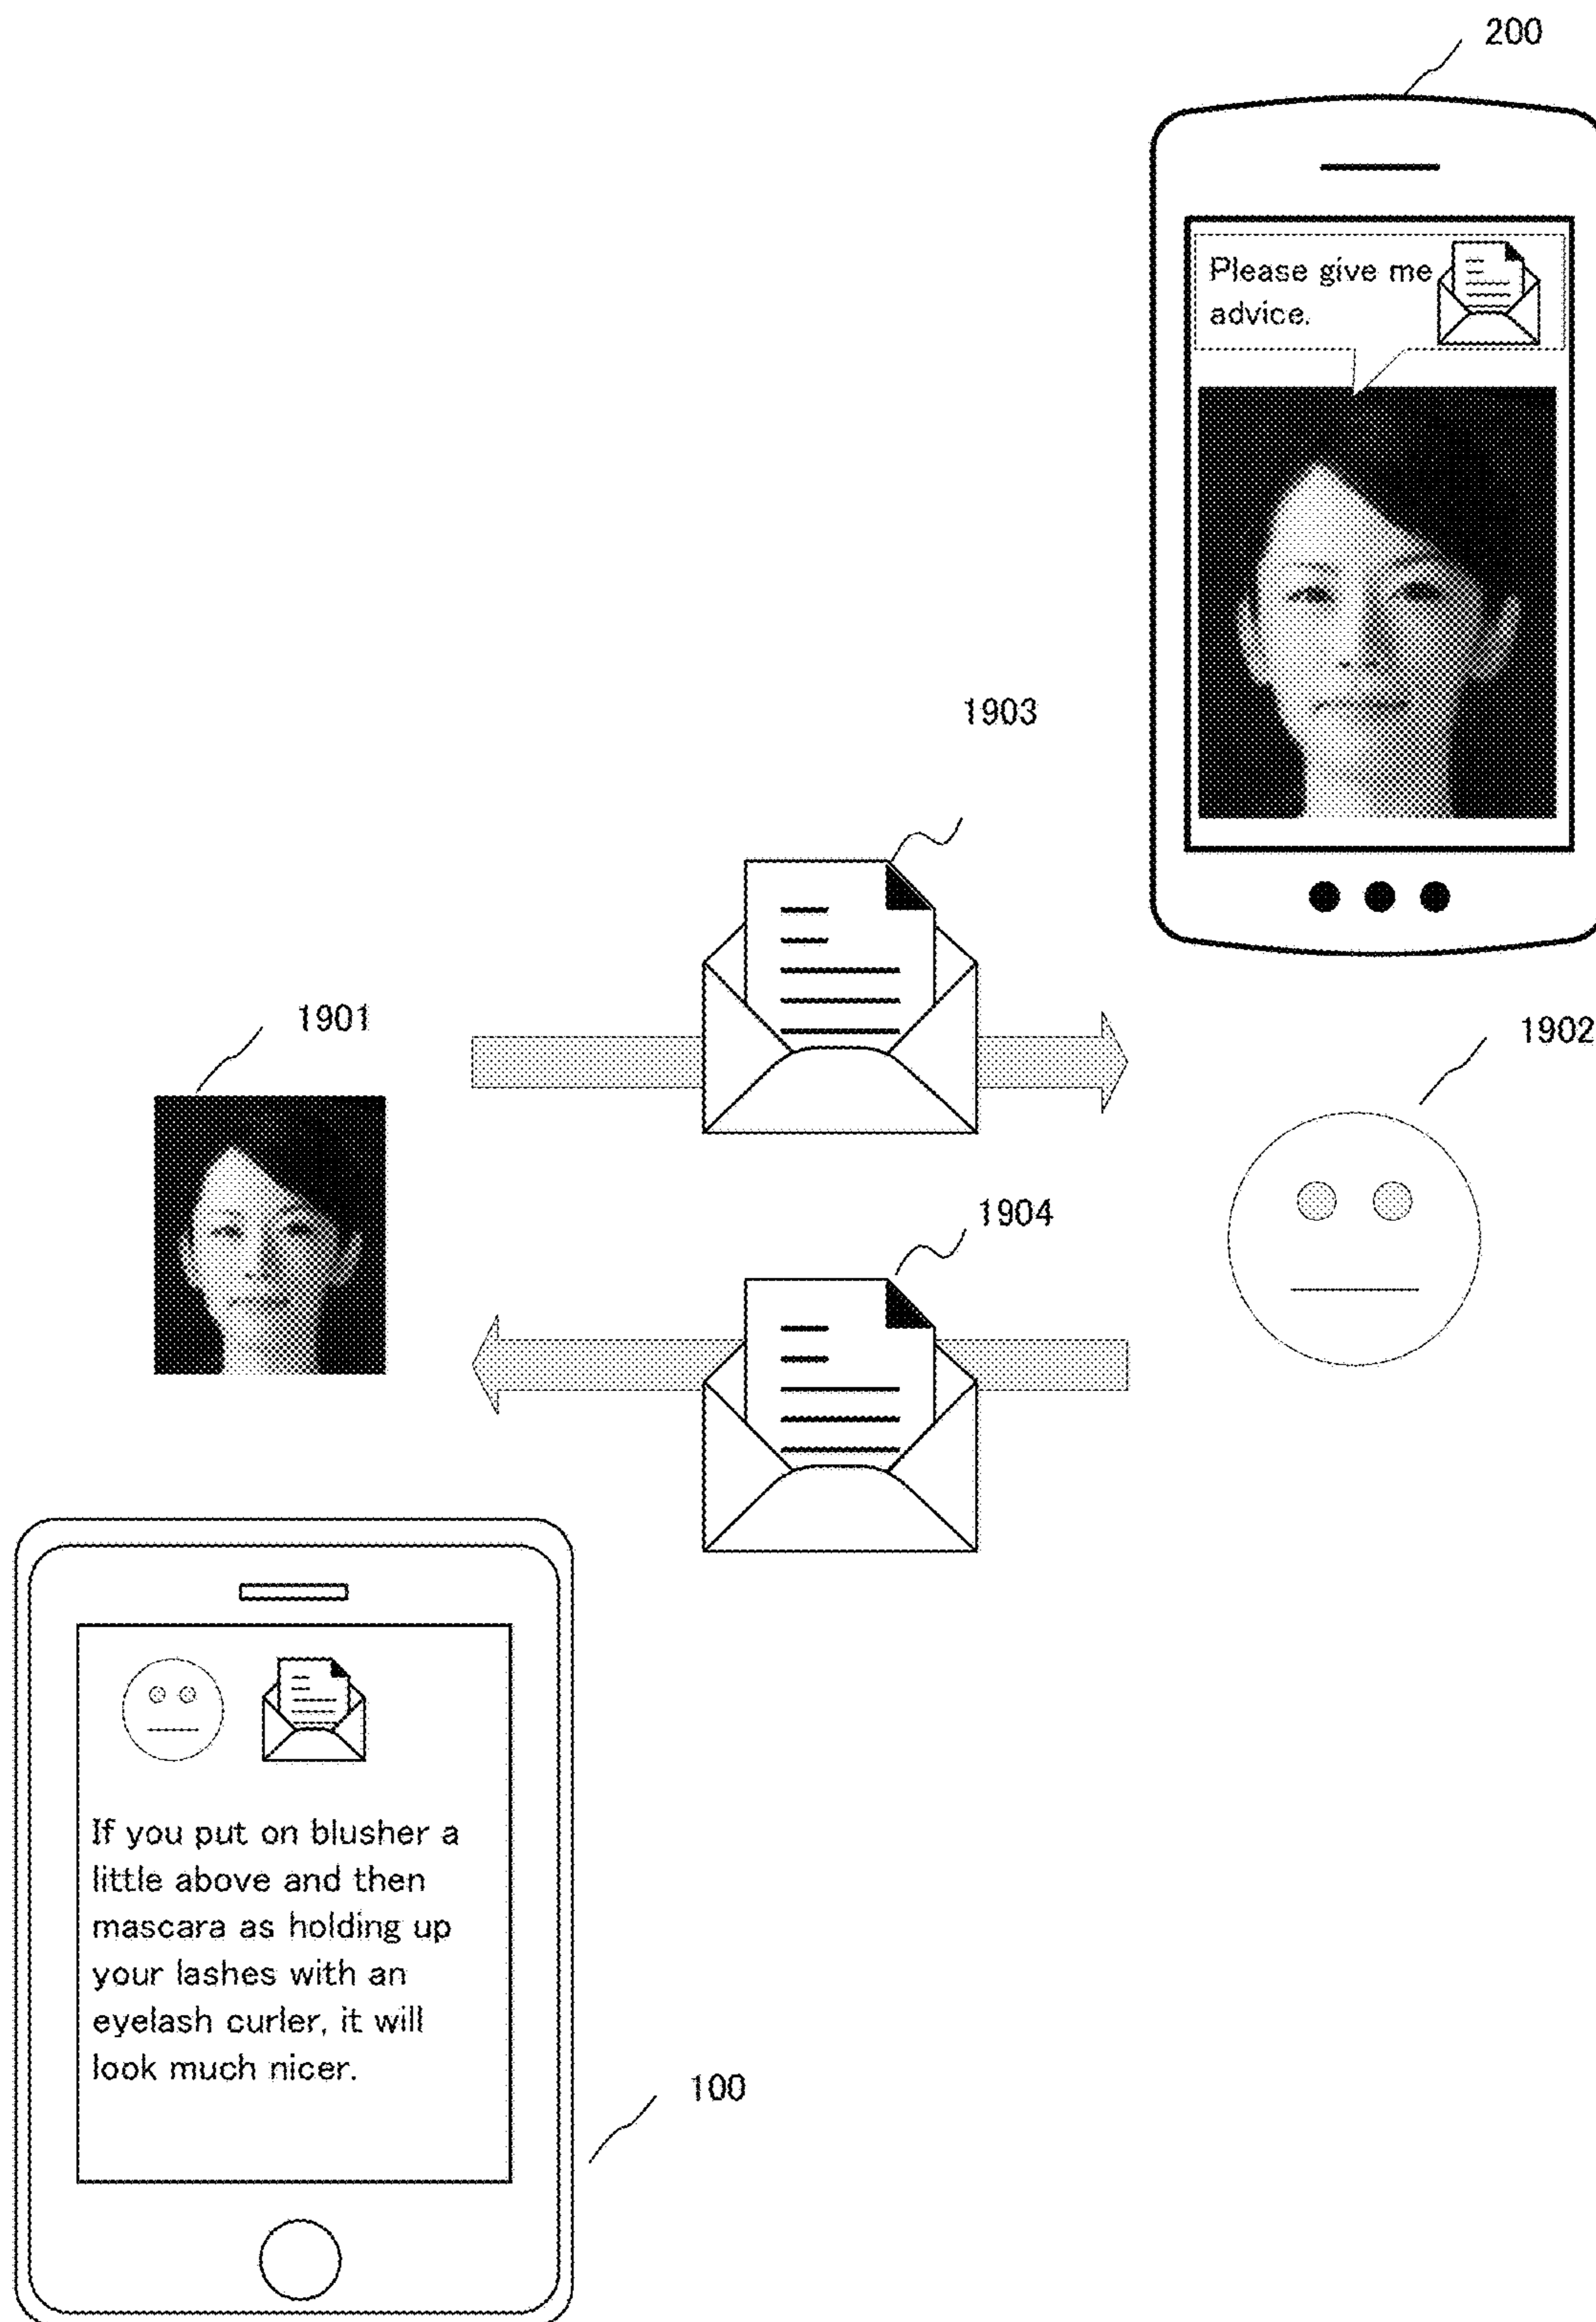 200
Please give me
advice.
1903
1901
1902
1904
If you put on blusher a
little above and then
mascara as holding up
your lashes with an
eyelash curler, it will
look much nicer.
100